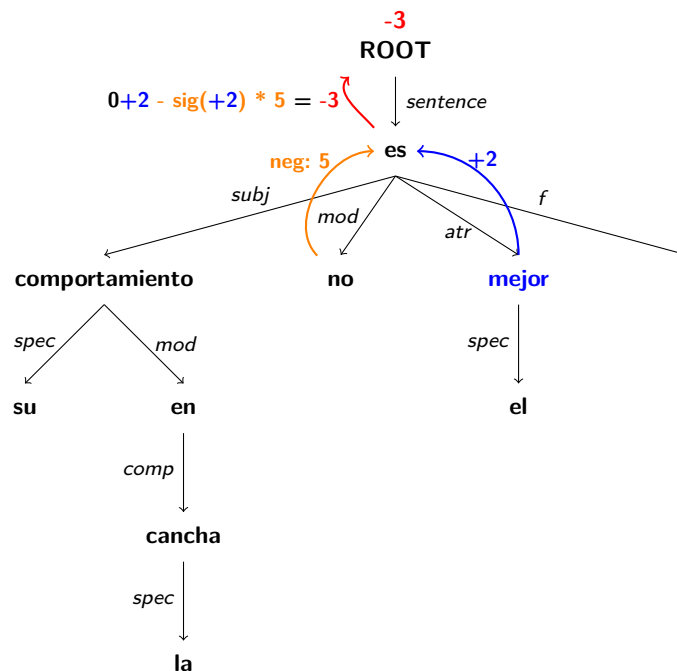 -3
ROOT
0+2 - sig(+2) * 5 = -3
sentence
neg: 5
es
+2
subj
mod
atr
f
comportamiento
no
mejor
spec
mod
spec
su
en
el
comp
cancha
spec
la